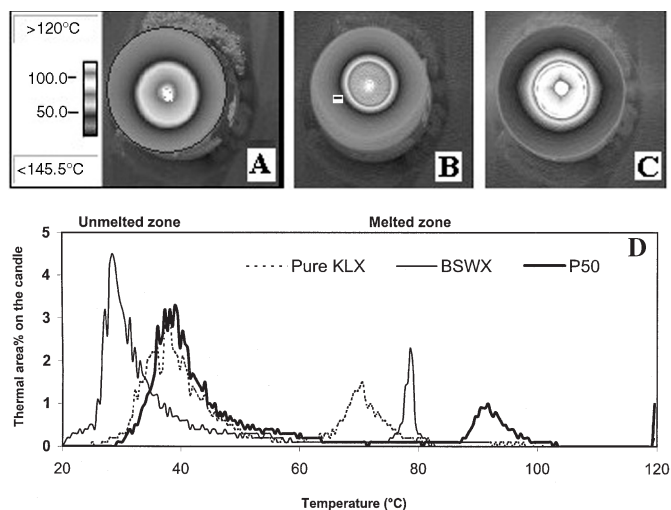 >120°C
100.0
50.0
<145.5°C
A
B
C
Unmelted zone
Melted zone
D
Pure KLX
BSWX
P50
Thermal area% on the candle
5
4
3
2
1
0
20
40
60
80
100
120
Temperature (°C)